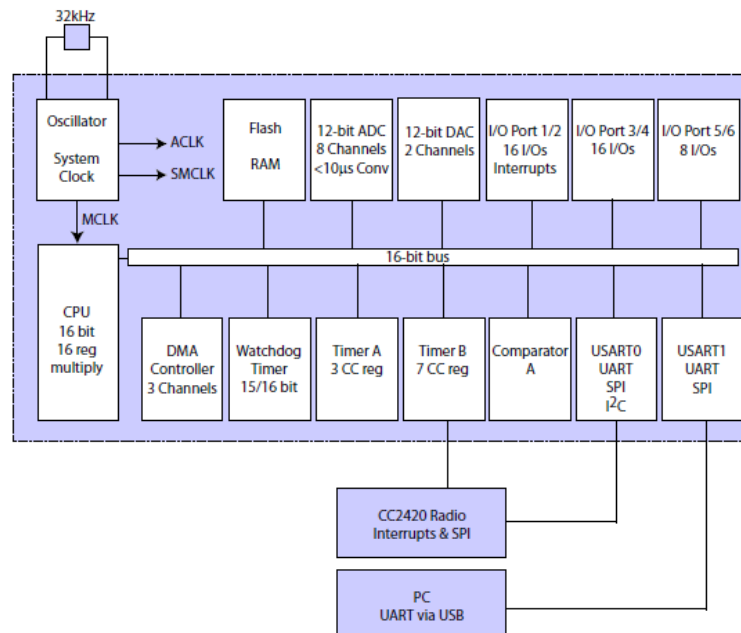 32kHz
Oscillator
System
Clock
ACLK
SMCLK
MCLK
Flash
RAM
12-bit ADC
8 Channels
<10μs Conv
12-bit DAC
2 Channels
I/O Port 1/2
16 I/Os
Interrupts
I/O Port 3/4
16 I/Os
I/O Port 5/6
8 I/Os
16-bit bus
CPU
16 bit
16 reg
multiply
DMA
Controller
3 Channels
Watchdog
Timer
15/16 bit
Timer A
3 CC reg
Timer B
7 CC reg
Comparator
A
USART0
UART
SPI
I²C
USART1
UART
SPI
CC2420 Radio
Interrupts & SPI
PC
UART via USB